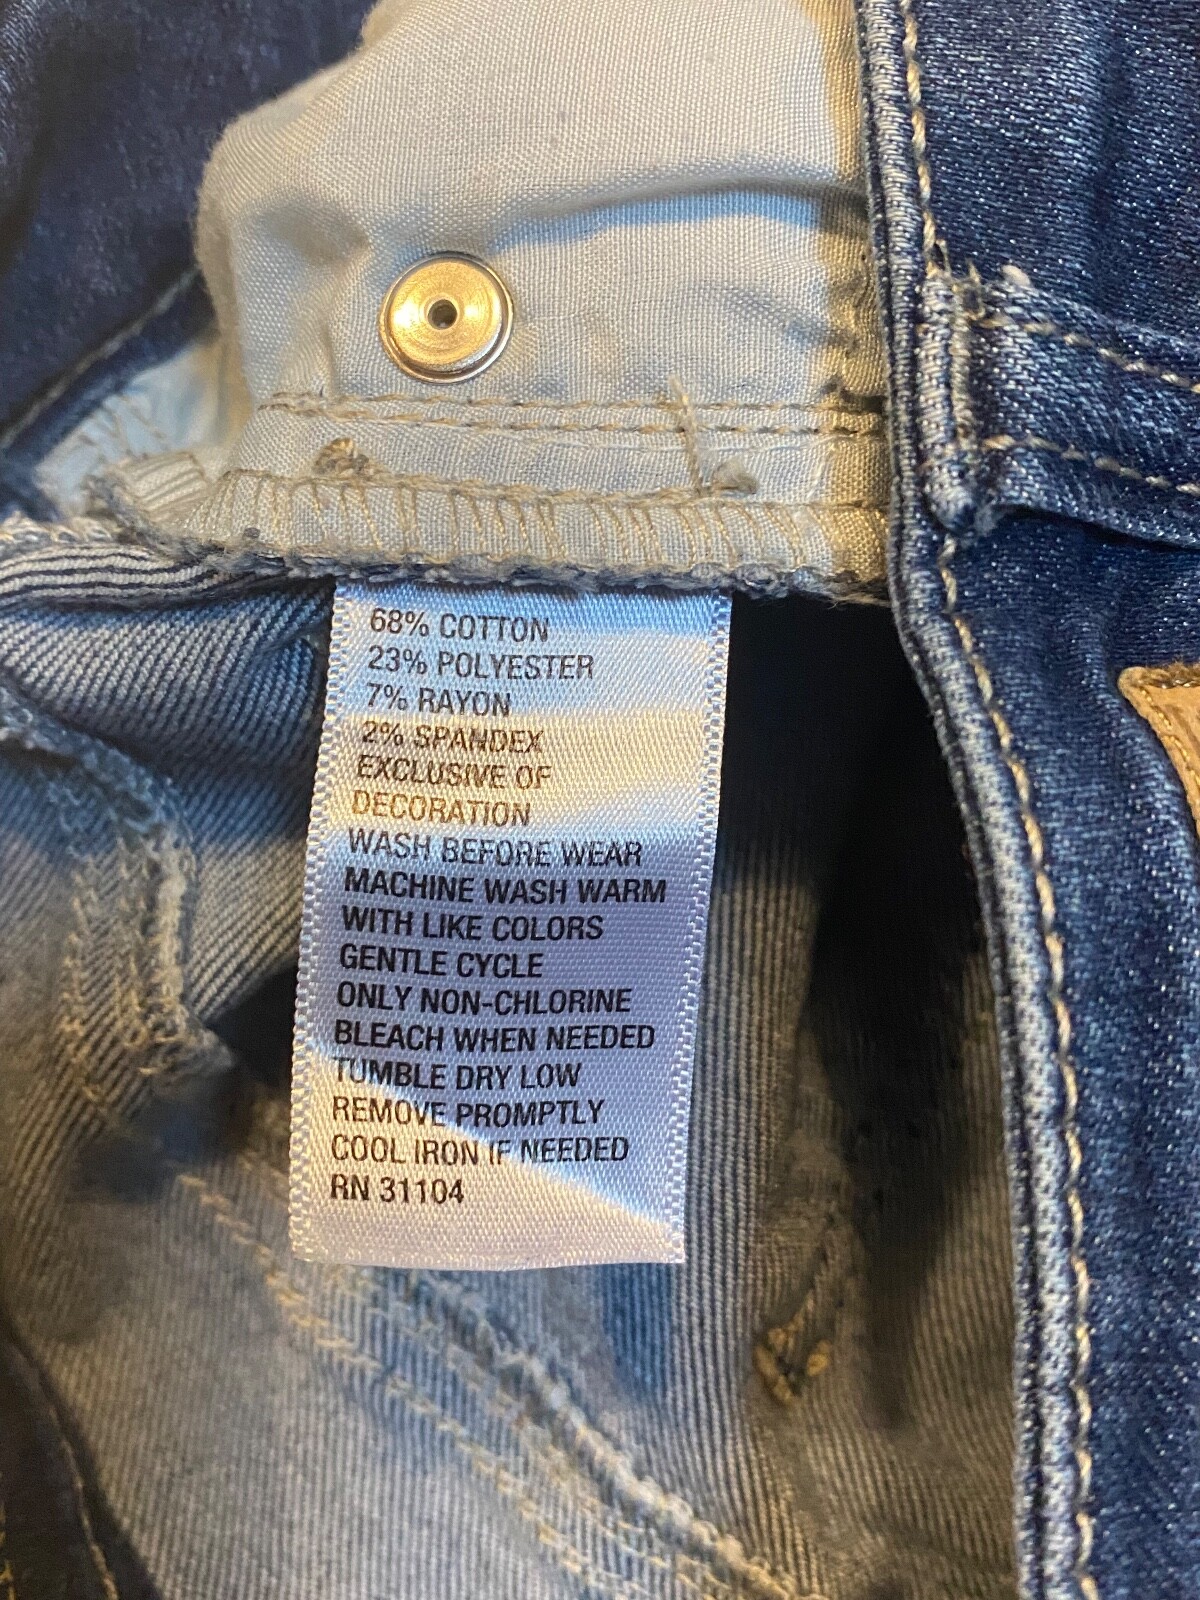 68% COTTON
23% POLYESTER
7% RAYON
2% SPANDEX
EXCLUSIVE OF
DECORATION
WASH BEFORE WEAR
MACHINE WASH WARM
WITH LIKE COLORS
GENTLE CYCLE
ONLY NON-CHLORINE
BLEACH WHEN NEEDED
TUMBLE DRY LOW
REMOVE PROMPTLY
COOL IRON IF NEEDED
RN 31104